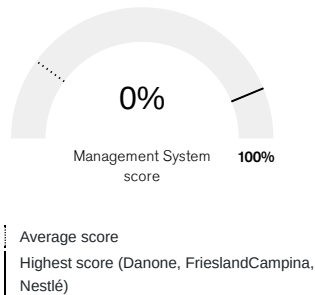 0%
Management System
score
100%
Average score
Highest score (Danone, FrieslandCampina,
Nestlé)